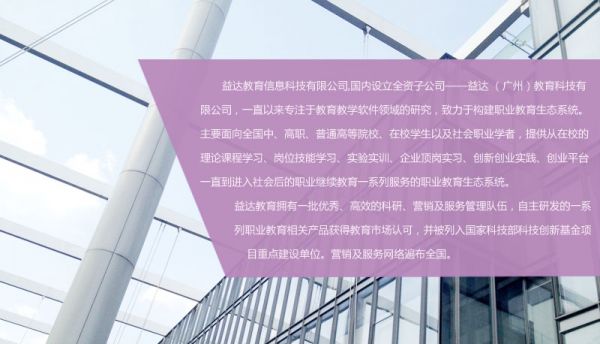 益达教育信息科技有限公司,国内设立全资子公司——益达（广州）教育科技有
限公司，一直以来专注于教育教学软件领域的研究，致力于构建职业教育生态系统。
主要面向全国中、高职、普通高等院校、在校学生以及社会职业学者，提供从在校的
理论课程学习、岗位技能学习、实验实训、企业顶岗实习、创新创业实践、创业平台
一直到进入社会后的职业继续教育一系列服务的职业教育生态系统。
益达教育拥有一批优秀、高效的科研、营销及服务管理队伍，自主研发的一系
列职业教育相关产品获得教育市场认可，并被列入国家科技部科技创新基金项
目重点建设单位。营销及服务网络遍布全国。